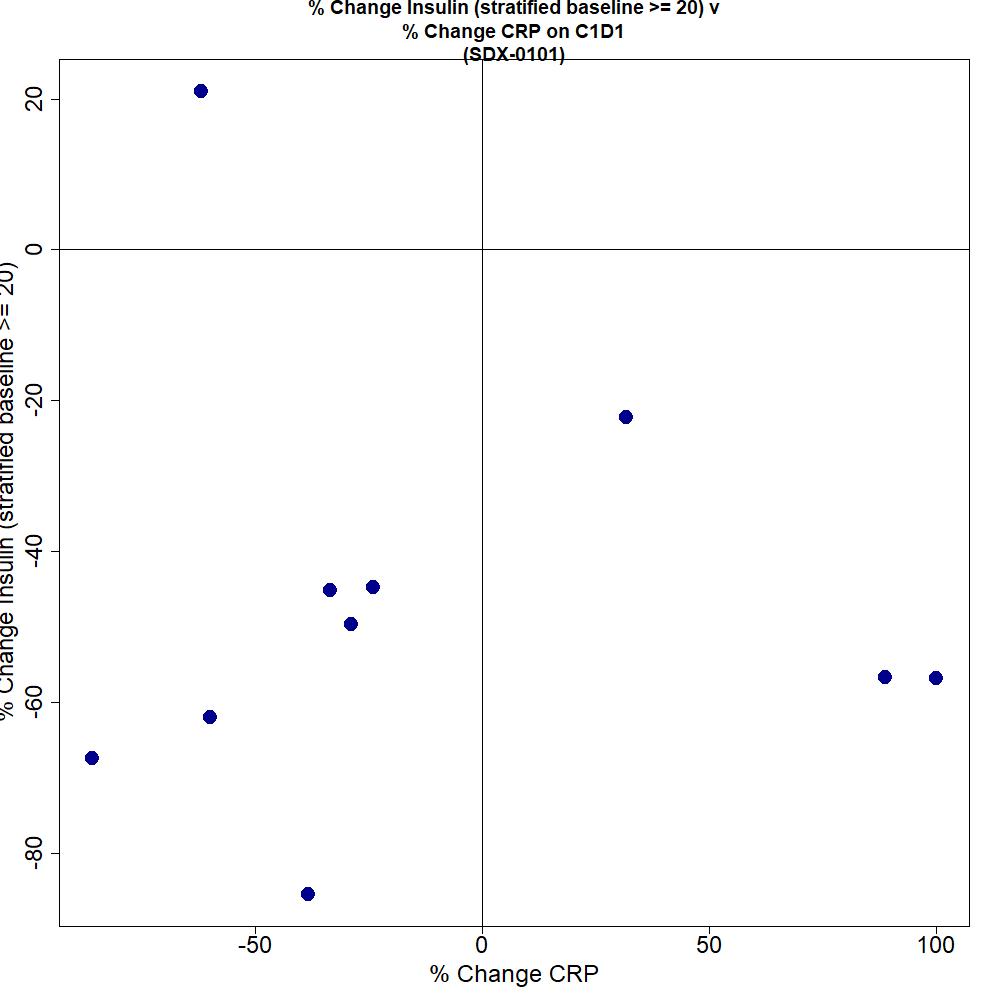 % Change Insulin (stratified baseline >= 20) v
% Change CRP on C1D1
(SDX-0101)
% Change Insulin (stratified baseline >= 20)
20
0
-20
-40
-60
-80
-50
0
50
100
% Change CRP